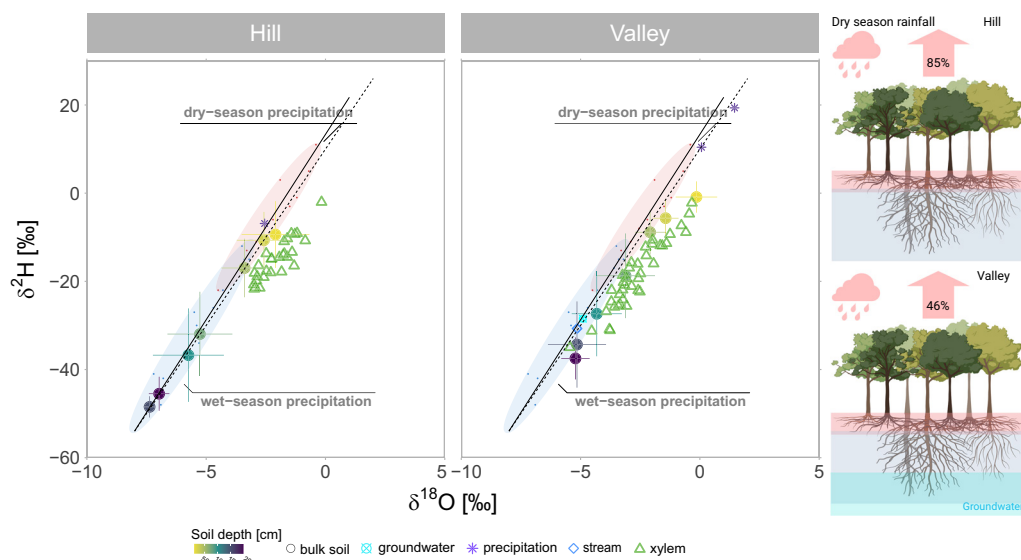 Hill
Valley
dry−season precipitation
wet−season precipitation
dry−season precipitation
wet−season precipitation
20
0
−20
−40
−60
−10
−5
0
5
−10
−5
0
5
δ²H [‰]
δ¹⁸O [‰]
Soil depth [cm]
bulk soil
groundwater
precipitation
stream
xylem
Dry season rainfall
Hill
85%
Valley
46%
Groundwater